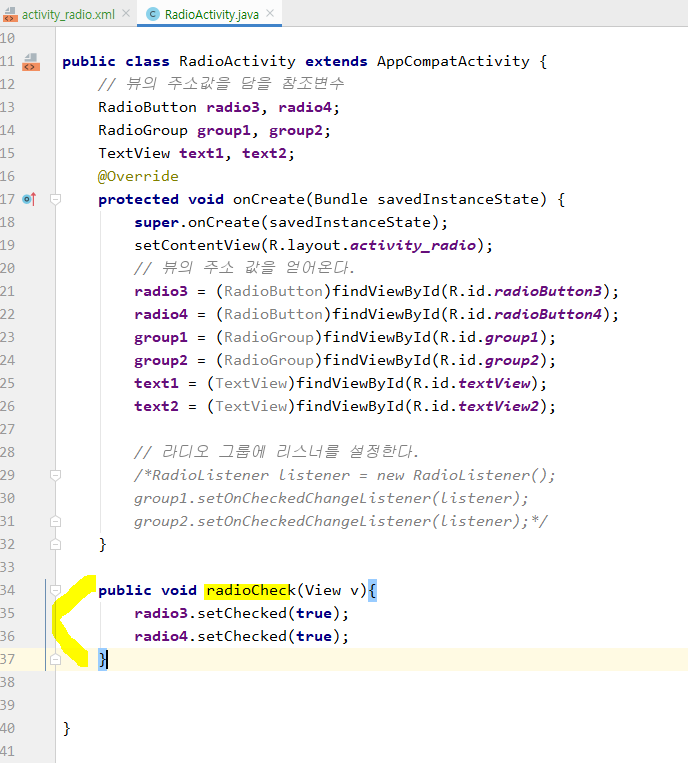 activity_radio.xml RadioActivity.java
10
11 public class RadioActivity extends AppCompatActivity {
12 // 뷰의 주소값을 담을 참조변수
13 RadioButton radio3, radio4;
14 RadioGroup group1, group2;
15 TextView text1, text2;
16 @Override
17 protected void onCreate(Bundle savedInstanceState) {
18 super.onCreate(savedInstanceState);
19 setContentView(R.layout.activity_radio);
20 // 뷰의 주소 값을 얻어온다.
21 radio3 = (RadioButton)findViewById(R.id.radioButton3);
22 radio4 = (RadioButton)findViewById(R.id.radioButton4);
23 group1 = (RadioGroup)findViewById(R.id.group1);
24 group2 = (RadioGroup)findViewById(R.id.group2);
25 text1 = (TextView)findViewById(R.id.textView);
26 text2 = (TextView)findViewById(R.id.textView2);
27
28 // 라디오 그룹에 리스너를 설정한다.
29 /*RadioListener listener = new RadioListener();
30 group1.setOnCheckedChangeListener(listener);
31 group2.setOnCheckedChangeListener(listener);*/
32 }
33
34 public void radioCheck(View v){
35 radio3.setChecked(true);
36 radio4.setChecked(true);
37 }
38
39
40 }
41